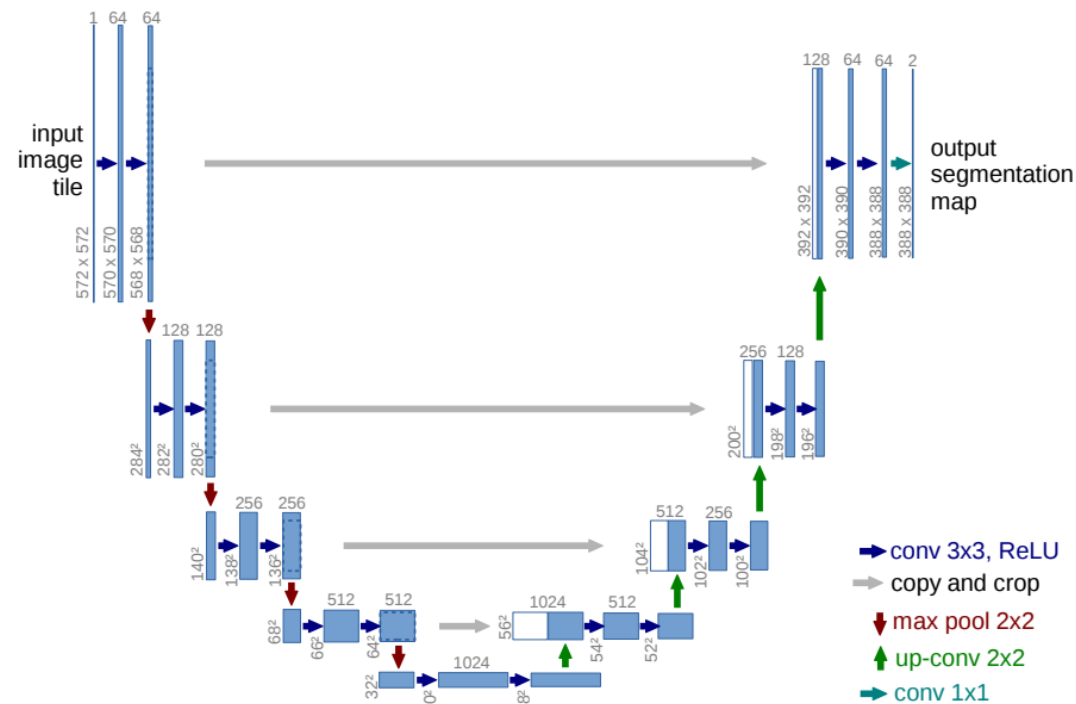 1 64 64
input
image
tile
572 x 572
570 x 570
568 x 568
128 64 64 2
392 x 392
390 x 390
388 x 388
388 x 388
output
segmentation
map
128 128
284²
282²
280²
256 128
200²
198²
196²
256 256
140²
138²
136²
512 256
104²
102²
100²
512 512
68²
66²
64²
1024 512
56²
54²
52²
1024
32²
0²
8²
conv 3x3, ReLU
copy and crop
max pool 2x2
up-conv 2x2
conv 1x1